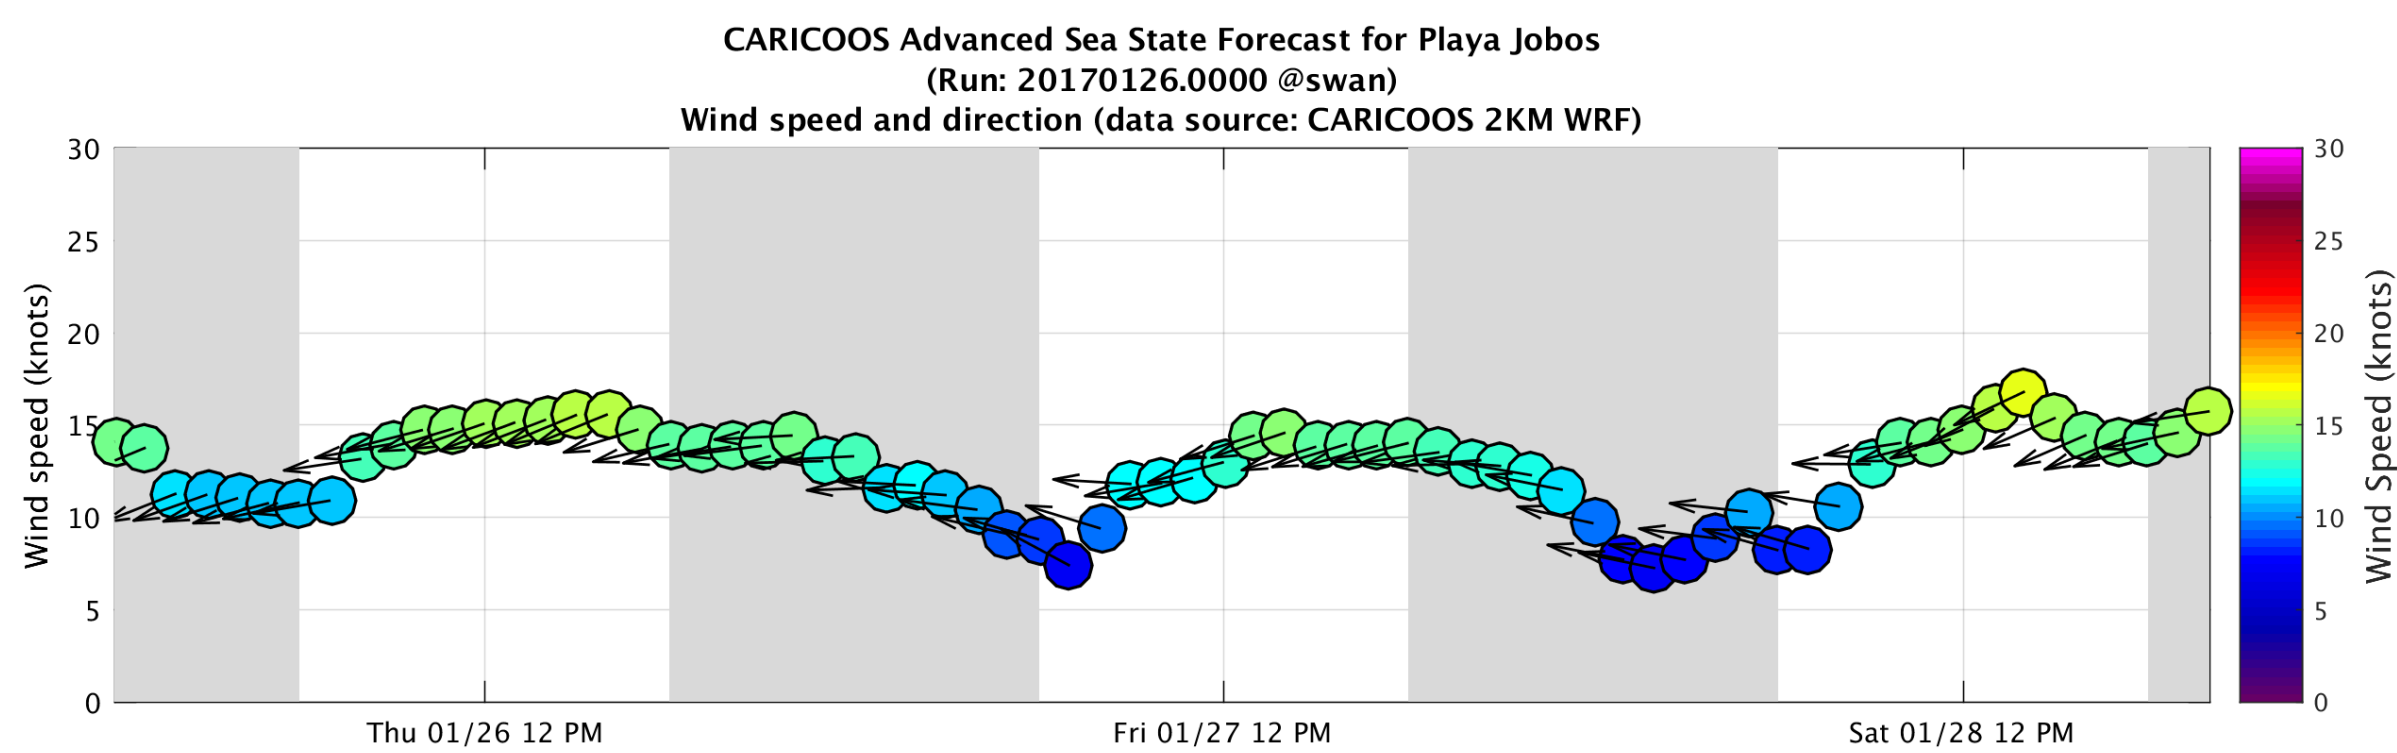 CARICOOS Advanced Sea State Forecast for Playa Jobos
(Run: 20170126.0000 @swan)
Wind speed and direction (data source: CARICOOS 2KM WRF)
30
25
20
15
10
5
0
Wind speed (knots)
Thu 01/26 12 PM
Fri 01/27 12 PM
Sat 01/28 12 PM
30
25
20
15
10
5
0
Wind Speed (knots)